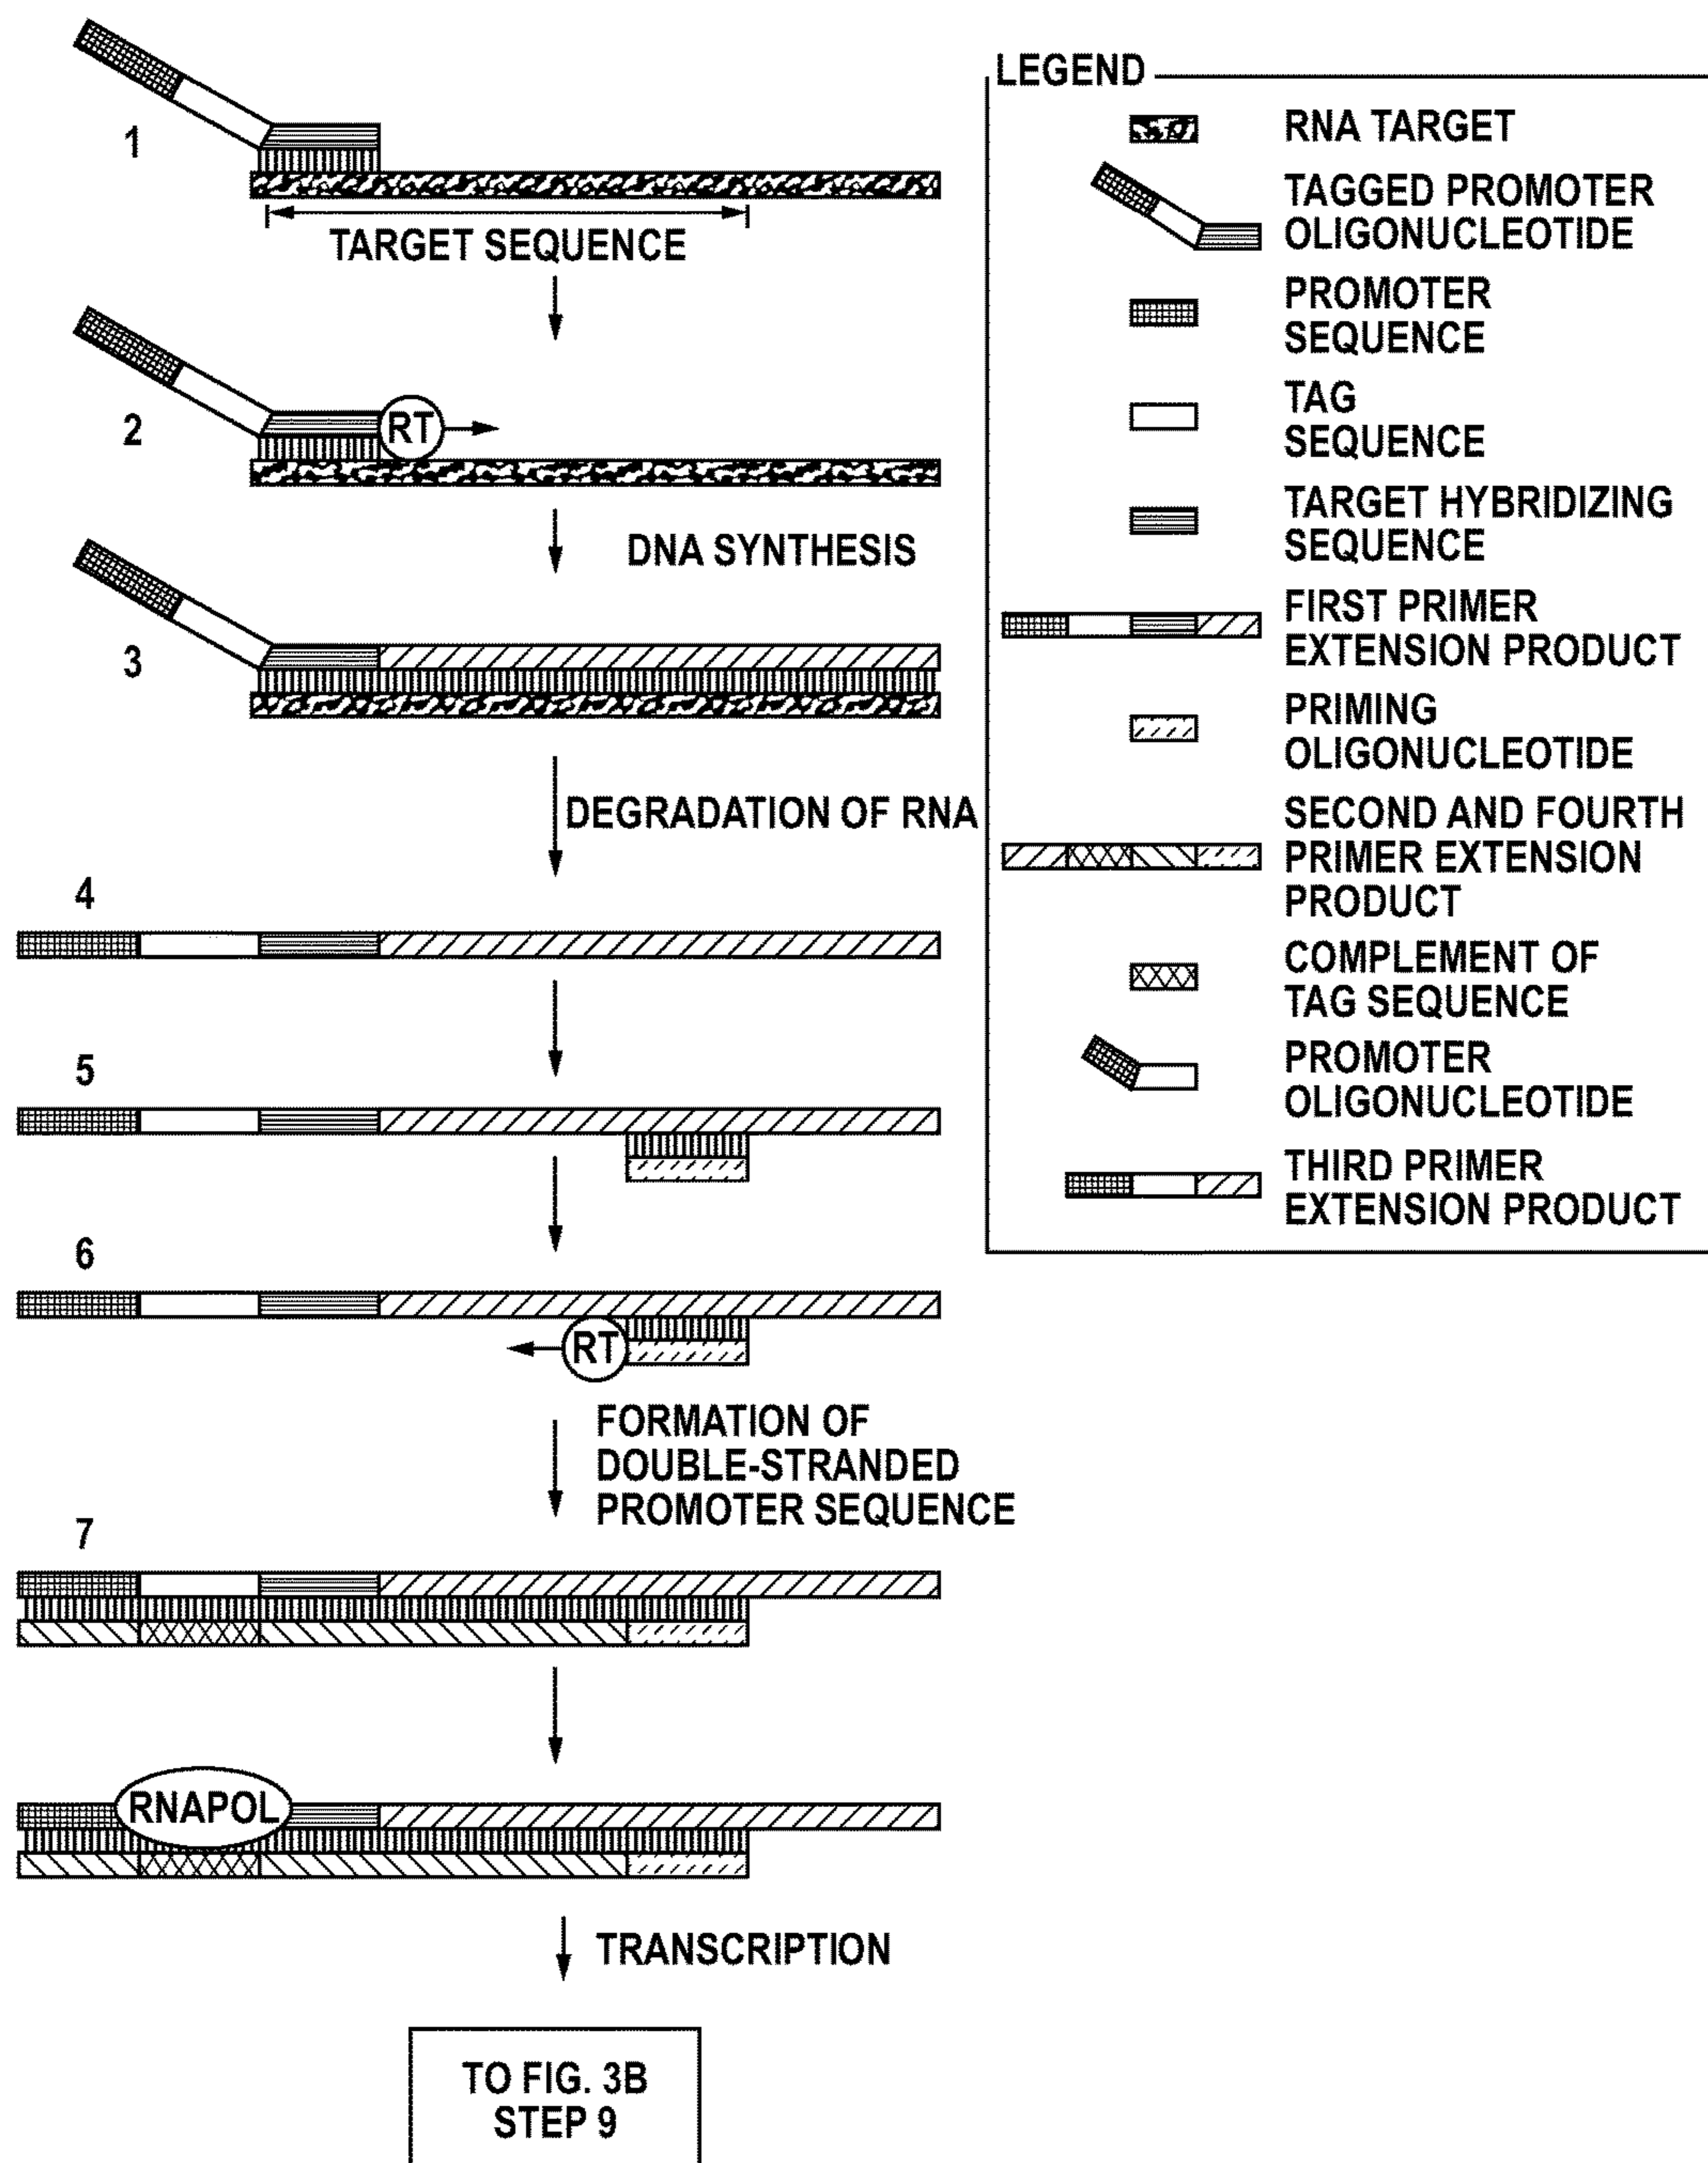 1
TARGET SEQUENCE
2
RT
DNA SYNTHESIS
3
DEGRADATION OF RNA
4
5
6
RT
FORMATION OF
DOUBLE-STRANDED
PROMOTER SEQUENCE
7
RNAPOL
TRANSCRIPTION
TO FIG. 3B
STEP 9
LEGEND
RNA TARGET
TAGGED PROMOTER
OLIGONUCLEOTIDE
PROMOTER
SEQUENCE
TAG
SEQUENCE
TARGET HYBRIDIZING
SEQUENCE
FIRST PRIMER
EXTENSION PRODUCT
PRIMING
OLIGONUCLEOTIDE
SECOND AND FOURTH
PRIMER EXTENSION
PRODUCT
COMPLEMENT OF
TAG SEQUENCE
PROMOTER
OLIGONUCLEOTIDE
THIRD PRIMER
EXTENSION PRODUCT